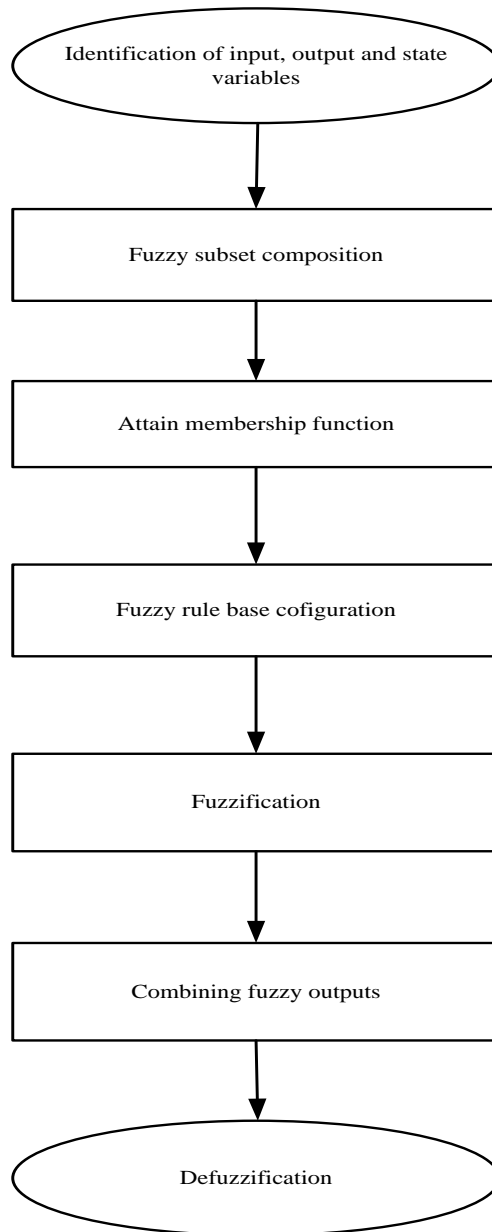 Identification of input, output and state
variables
Fuzzy subset composition
Attain membership function
Fuzzy rule base cofiguration
Fuzzification
Combining fuzzy outputs
Defuzzification